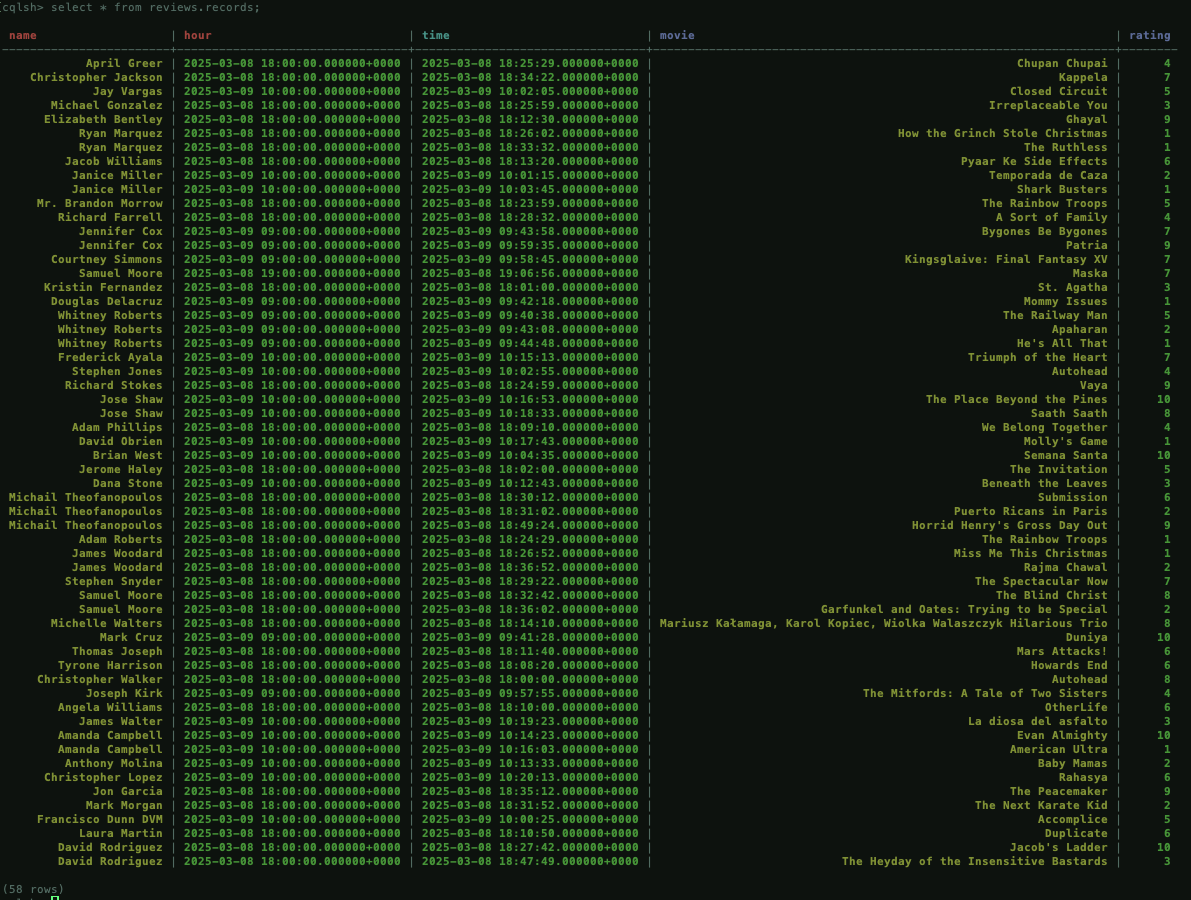 [cqlsh> select * from reviews.records;
name | hour | time | movie | rating
April Greer | 2025-03-08 18:00:00.000000+0000 | 2025-03-08 18:25:29.000000+0000 | Chupan Chupai | 4
Christopher Jackson | 2025-03-08 18:00:00.000000+0000 | 2025-03-08 18:34:22.000000+0000 | Kappela | 7
Jay Vargas | 2025-03-09 10:00:00.000000+0000 | 2025-03-09 10:02:05.000000+0000 | Closed Circuit | 5
Michael Gonzalez | 2025-03-08 18:00:00.000000+0000 | 2025-03-08 18:25:59.000000+0000 | Irreplaceable You | 3
Elizabeth Bentley | 2025-03-08 18:00:00.000000+0000 | 2025-03-08 18:12:30.000000+0000 | Ghayal | 9
Ryan Marquez | 2025-03-08 18:00:00.000000+0000 | 2025-03-08 18:26:02.000000+0000 | How the Grinch Stole Christmas | 1
Ryan Marquez | 2025-03-08 18:00:00.000000+0000 | 2025-03-08 18:33:32.000000+0000 | The Ruthless | 1
Jacob Williams | 2025-03-08 18:00:00.000000+0000 | 2025-03-08 18:13:20.000000+0000 | Pyaar Ke Side Effects | 6
Janice Miller | 2025-03-09 10:00:00.000000+0000 | 2025-03-09 10:01:15.000000+0000 | Temporada de Caza | 2
Janice Miller | 2025-03-09 10:00:00.000000+0000 | 2025-03-09 10:03:45.000000+0000 | Shark Busters | 1
Mr. Brandon Morrow | 2025-03-08 18:00:00.000000+0000 | 2025-03-08 18:23:59.000000+0000 | The Rainbow Troops | 5
Richard Farrell | 2025-03-08 18:00:00.000000+0000 | 2025-03-08 18:28:32.000000+0000 | A Sort of Family | 4
Jennifer Cox | 2025-03-09 09:00:00.000000+0000 | 2025-03-09 09:43:58.000000+0000 | Bygones Be Bygones | 7
Jennifer Cox | 2025-03-09 09:00:00.000000+0000 | 2025-03-09 09:59:35.000000+0000 | Patria | 9
Courtney Simmons | 2025-03-09 09:00:00.000000+0000 | 2025-03-09 09:58:45.000000+0000 | Kingsglaive: Final Fantasy XV | 7
Samuel Moore | 2025-03-08 19:00:00.000000+0000 | 2025-03-08 19:06:56.000000+0000 | Maska | 7
Kristin Fernandez | 2025-03-08 18:00:00.000000+0000 | 2025-03-08 18:01:00.000000+0000 | St. Agatha | 3
Douglas Delacruz | 2025-03-09 09:00:00.000000+0000 | 2025-03-09 09:42:18.000000+0000 | Mommy Issues | 1
Whitney Roberts | 2025-03-09 09:00:00.000000+0000 | 2025-03-09 09:40:38.000000+0000 | The Railway Man | 5
Whitney Roberts | 2025-03-09 09:00:00.000000+0000 | 2025-03-09 09:43:08.000000+0000 | Apaharan | 2
Whitney Roberts | 2025-03-09 09:00:00.000000+0000 | 2025-03-09 09:44:48.000000+0000 | He's All That | 1
Frederick Ayala | 2025-03-09 10:00:00.000000+0000 | 2025-03-09 10:15:13.000000+0000 | Triumph of the Heart | 7
Stephen Jones | 2025-03-09 10:00:00.000000+0000 | 2025-03-09 10:02:55.000000+0000 | Autohead | 4
Richard Stokes | 2025-03-08 18:00:00.000000+0000 | 2025-03-08 18:24:59.000000+0000 | Vaya | 9
Jose Shaw | 2025-03-09 10:00:00.000000+0000 | 2025-03-09 10:16:53.000000+0000 | The Place Beyond the Pines | 10
Jose Shaw | 2025-03-09 10:00:00.000000+0000 | 2025-03-09 10:18:33.000000+0000 | Saath Saath | 8
Adam Phillips | 2025-03-08 18:00:00.000000+0000 | 2025-03-08 18:09:10.000000+0000 | We Belong Together | 4
David Obrien | 2025-03-09 10:00:00.000000+0000 | 2025-03-09 10:17:43.000000+0000 | Molly's Game | 1
Brian West | 2025-03-09 10:00:00.000000+0000 | 2025-03-09 10:04:35.000000+0000 | Semana Santa | 10
Jerome Haley | 2025-03-08 18:00:00.000000+0000 | 2025-03-08 18:02:00.000000+0000 | The Invitation | 5
Dana Stone | 2025-03-09 10:00:00.000000+0000 | 2025-03-09 10:12:43.000000+0000 | Beneath the Leaves | 3
Michail Theofanopoulos | 2025-03-08 18:00:00.000000+0000 | 2025-03-08 18:30:12.000000+0000 | Submission | 6
Michail Theofanopoulos | 2025-03-08 18:00:00.000000+0000 | 2025-03-08 18:31:02.000000+0000 | Puerto Ricans in Paris | 2
Michail Theofanopoulos | 2025-03-08 18:00:00.000000+0000 | 2025-03-08 18:49:24.000000+0000 | Horrid Henry's Gross Day Out | 9
Adam Roberts | 2025-03-08 18:00:00.000000+0000 | 2025-03-08 18:24:29.000000+0000 | The Rainbow Troops | 1
James Woodard | 2025-03-08 18:00:00.000000+0000 | 2025-03-08 18:26:52.000000+0000 | Miss Me This Christmas | 1
James Woodard | 2025-03-08 18:00:00.000000+0000 | 2025-03-08 18:36:52.000000+0000 | Rajma Chawal | 2
Stephen Snyder | 2025-03-08 18:00:00.000000+0000 | 2025-03-08 18:29:22.000000+0000 | The Spectacular Now | 7
Samuel Moore | 2025-03-08 18:00:00.000000+0000 | 2025-03-08 18:32:42.000000+0000 | The Blind Christ | 8
Samuel Moore | 2025-03-08 18:00:00.000000+0000 | 2025-03-08 18:36:02.000000+0000 | Garfunkel and Oates: Trying to be Special | 2
Michelle Walters | 2025-03-08 18:00:00.000000+0000 | 2025-03-08 18:14:10.000000+0000 | Mariusz Kałamaga, Karol Kopiec, Wiolka Walaszczyk Hilarious Trio | 8
Mark Cruz | 2025-03-09 09:00:00.000000+0000 | 2025-03-09 09:41:28.000000+0000 | Duniya | 10
Thomas Joseph | 2025-03-08 18:00:00.000000+0000 | 2025-03-08 18:11:40.000000+0000 | Mars Attacks! | 6
Tyrone Harrison | 2025-03-08 18:00:00.000000+0000 | 2025-03-08 18:08:20.000000+0000 | Howards End | 6
Christopher Walker | 2025-03-08 18:00:00.000000+0000 | 2025-03-08 18:00:00.000000+0000 | Autohead | 8
Joseph Kirk | 2025-03-09 09:00:00.000000+0000 | 2025-03-09 09:57:55.000000+0000 | The Mitfords: A Tale of Two Sisters | 4
Angela Williams | 2025-03-08 18:00:00.000000+0000 | 2025-03-08 18:10:00.000000+0000 | OtherLife | 6
James Walter | 2025-03-09 10:00:00.000000+0000 | 2025-03-09 10:19:23.000000+0000 | La diosa del asfalto | 3
Amanda Campbell | 2025-03-09 10:00:00.000000+0000 | 2025-03-09 10:14:23.000000+0000 | Evan Almighty | 10
Amanda Campbell | 2025-03-09 10:00:00.000000+0000 | 2025-03-09 10:16:03.000000+0000 | American Ultra | 1
Anthony Molina | 2025-03-09 10:00:00.000000+0000 | 2025-03-09 10:13:33.000000+0000 | Baby Mamas | 2
Christopher Lopez | 2025-03-09 10:00:00.000000+0000 | 2025-03-09 10:20:13.000000+0000 | Rahasya | 6
Jon Garcia | 2025-03-08 18:00:00.000000+0000 | 2025-03-08 18:35:12.000000+0000 | The Peacemaker | 9
Mark Morgan | 2025-03-08 18:00:00.000000+0000 | 2025-03-08 18:31:52.000000+0000 | The Next Karate Kid | 2
Francisco Dunn DVM | 2025-03-09 10:00:00.000000+0000 | 2025-03-09 10:00:25.000000+0000 | Accomplice | 5
Laura Martin | 2025-03-08 18:00:00.000000+0000 | 2025-03-08 18:10:50.000000+0000 | Duplicate | 6
David Rodriguez | 2025-03-08 18:00:00.000000+0000 | 2025-03-08 18:27:42.000000+0000 | Jacob's Ladder | 10
David Rodriguez | 2025-03-08 18:00:00.000000+0000 | 2025-03-08 18:47:49.000000+0000 | The Heyday of the Insensitive Bastards | 3
(58 rows)